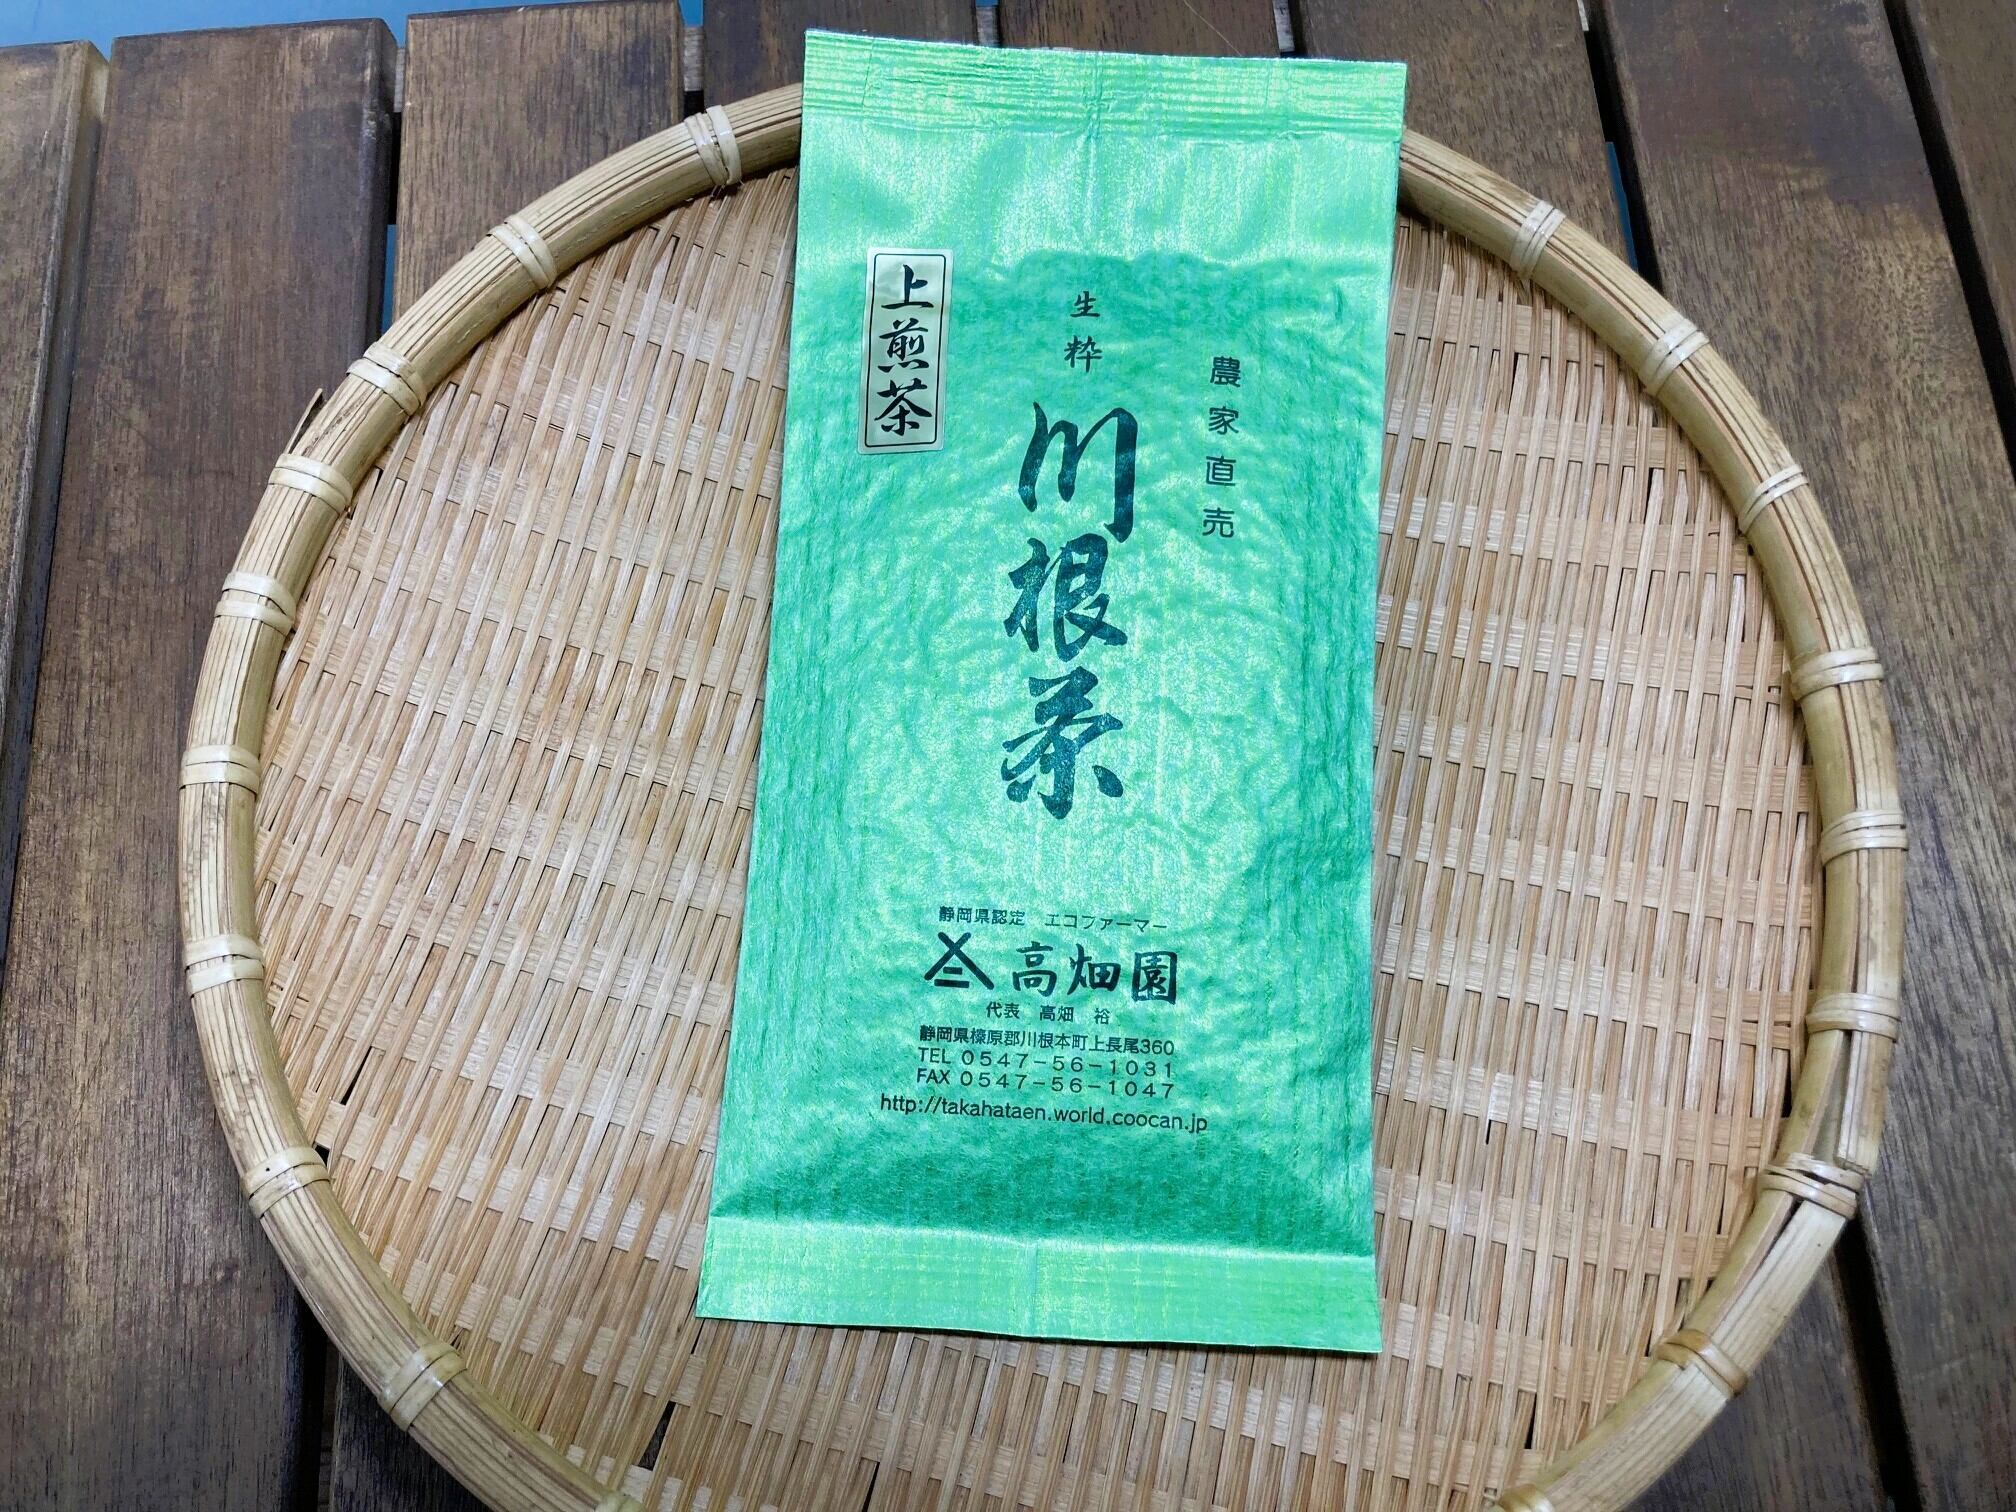 農家直売
生粋
川根茶
上煎茶
静岡県認定 エコファーマー
高畑園
代表 高畑 裕
静岡県榛原郡川根本町上長尾360
TEL 0547-56-1031
FAX 0547-56-1047
http://takahataen.world.coocan.jp